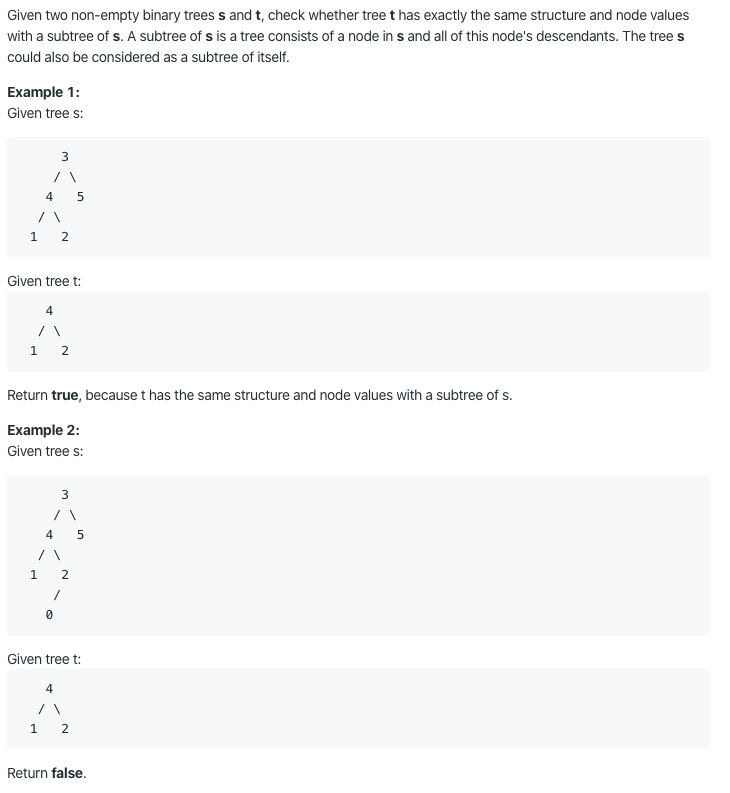 Given two non-empty binary trees s and t, check whether tree t has exactly the same structure and node values
with a subtree of s. A subtree of s is a tree consists of a node in s and all of this node's descendants. The tree s
could also be considered as a subtree of itself.
Example 1:
Given tree s:
3
/ \
4 5
/ \
1 2
Given tree t:
4
/ \
1 2
Return true, because t has the same structure and node values with a subtree of s.
Example 2:
Given tree s:
3
/ \
4 5
/ \
1 2
/
0
Given tree t:
4
/ \
1 2
Return false.